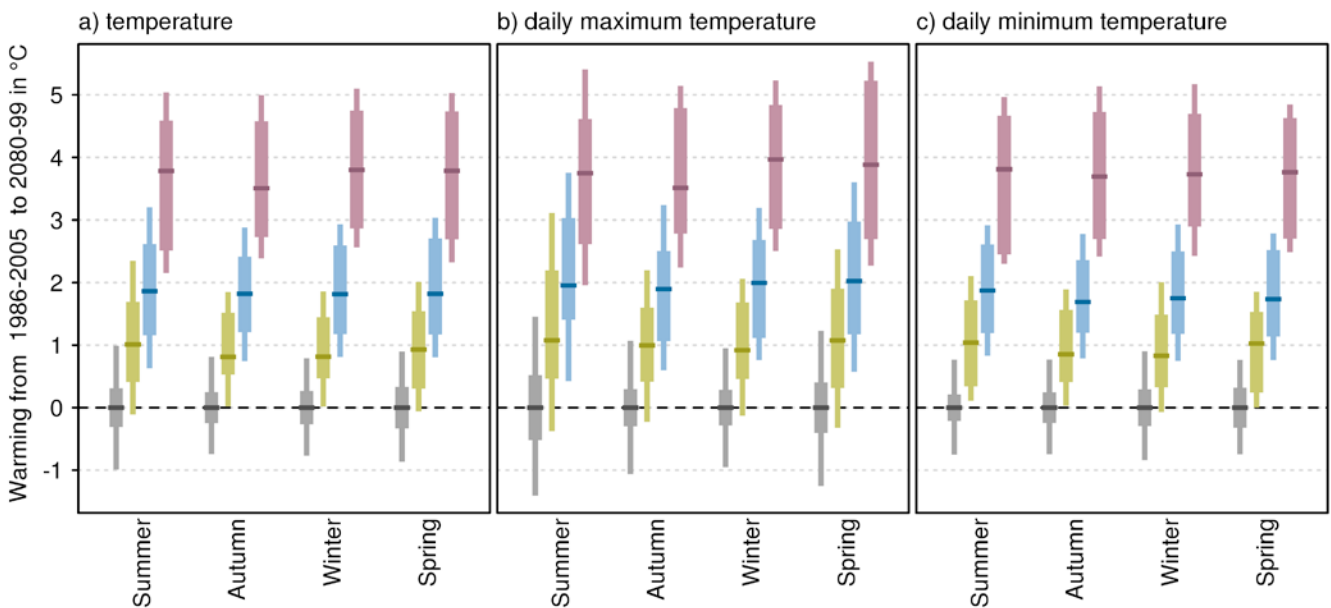 a) temperature
b) daily maximum temperature
c) daily minimum temperature
Warming from 1986-2005 to 2080-99 in °C
5
4
3
2
1
0
-1
Summer
Autumn
Winter
Spring
Summer
Autumn
Winter
Spring
Summer
Autumn
Winter
Spring